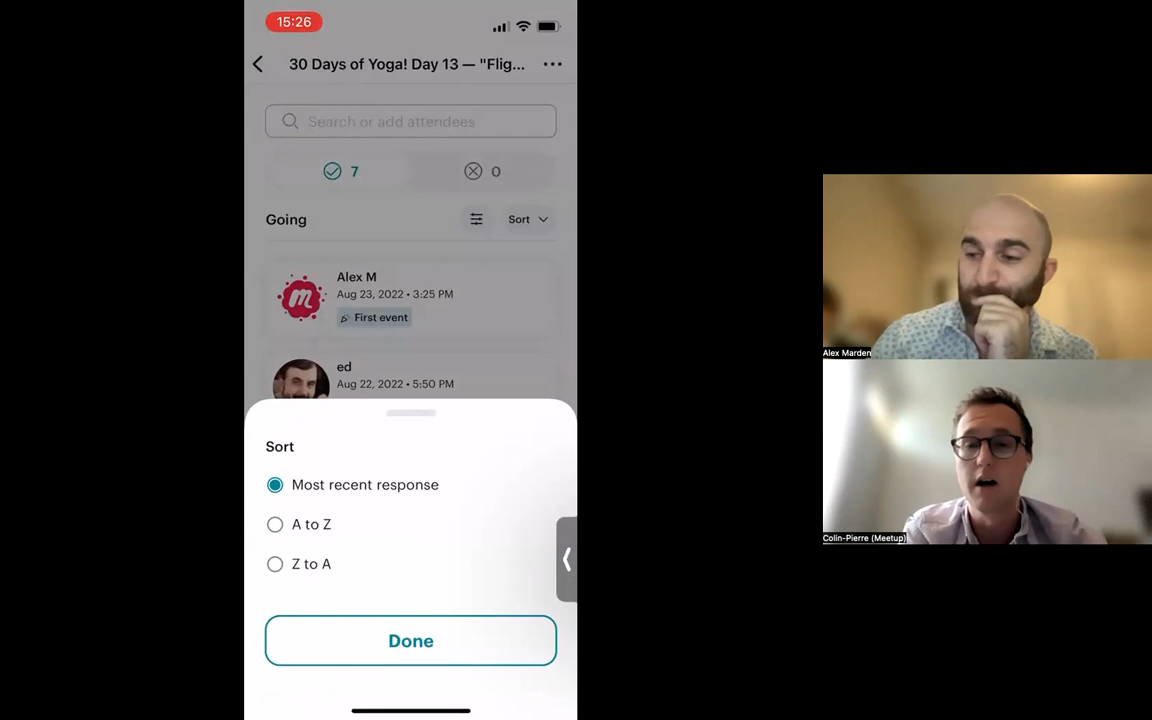 15:26
30 Days of Yoga! Day 13 — "Flig...
Search or add attendees
7
0
Going
Sort
Alex M
Aug 23, 2022 • 3:25 PM
First event
ed
Aug 22, 2022 • 5:50 PM
Sort
Most recent response
A to Z
Z to A
Done
Alex Marden
Colin-Pierre (Meetup)